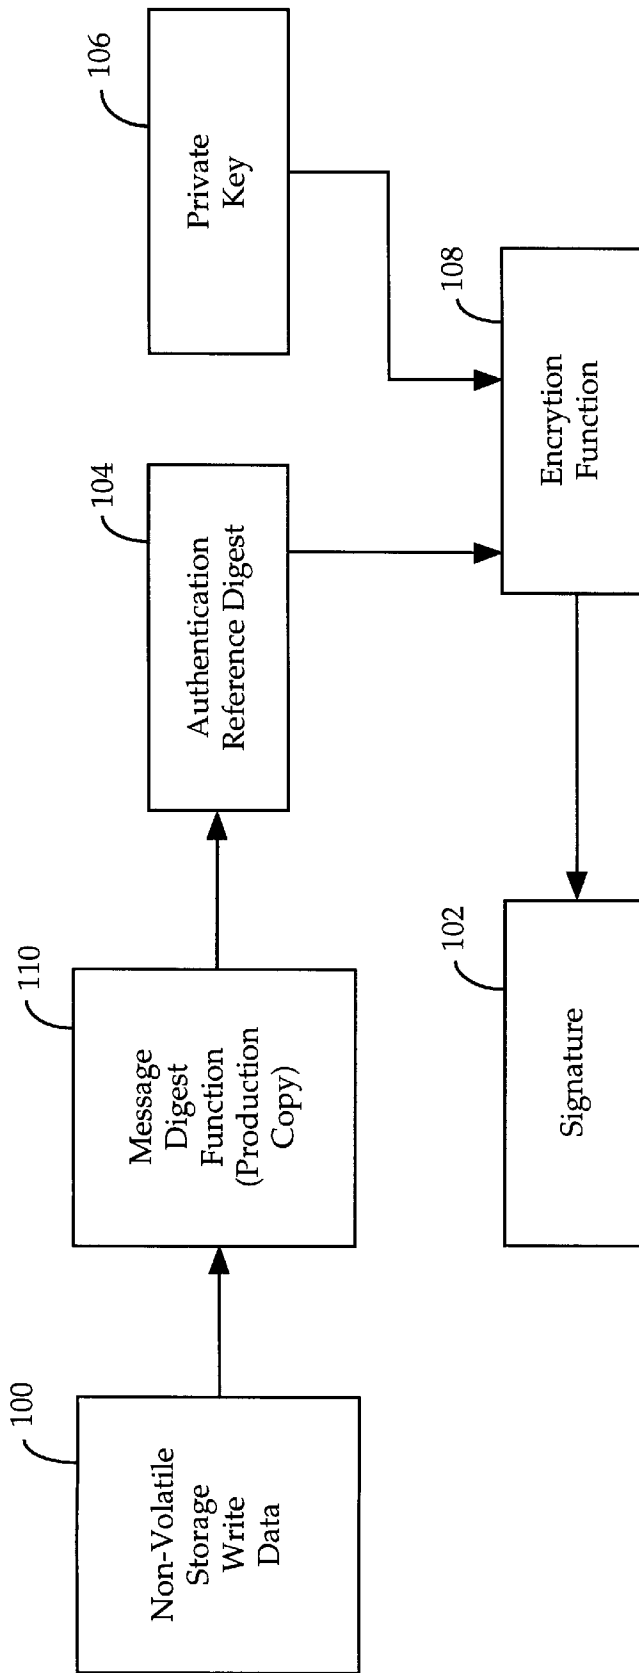 100
Non-Volatile
Storage
Write
Data
110
Message
Digest
Function
(Production
Copy)
104
Authentication
Reference Digest
106
Private
Key
102
Signature
108
Encrytion
Function